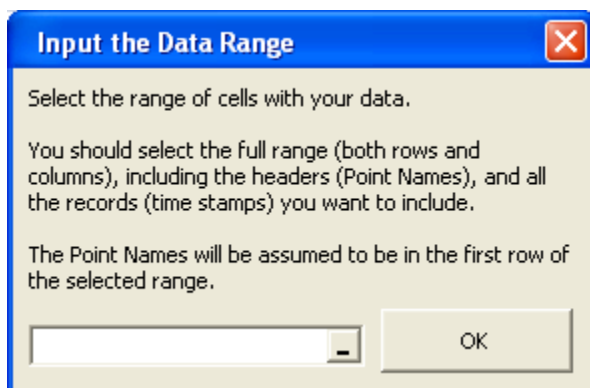 Input the Data Range
Select the range of cells with your data.
You should select the full range (both rows and
columns), including the headers (Point Names), and all
the records (time stamps) you want to include.
The Point Names will be assumed to be in the first row of
the selected range.
OK